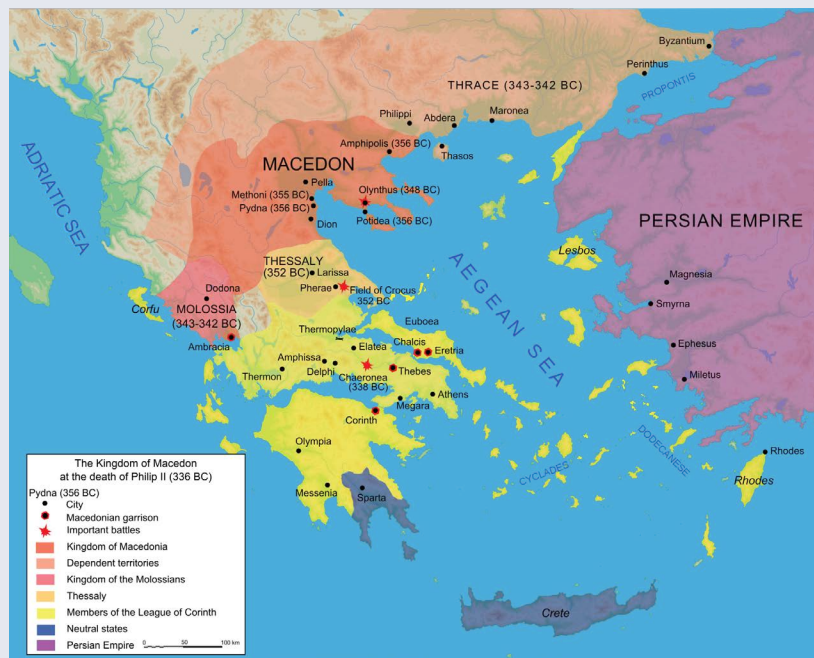 Byzantium
Perinthus
PROPONTIS
THRACE (343-342 BC)
Philippi
Abdera
Maronea
ADRIATIC SEA
Amphipolis (356 BC)
Thasos
MACEDON
Pella
Olynthus (348 BC)
Methoni (355 BC)
Pydna (356 BC)
Potidea (356 BC)
Dion
PERSIAN EMPIRE
AEGEAN SEA
Lesbos
THESSALY
(352 BC)
Larissa
Magnesia
Dodona
Pherae
Field of Crocus
352 BC
Corfu
MOLOSSIA
(343-342 BC)
Smyrna
Euboea
Thermopylae
Ambracia
Elatea
Chalcis
Eretria
Ephesus
Amphissa
Delphi
Thebes
Thermon
Chaeronea
(338 BC)
Miletus
Megara
Athens
Corinth
Olympia
DODECANESE
Rhodes
CYCLADES
Rhodes
Messenia
Sparta
Crete
The Kingdom of Macedon
at the death of Philip II (336 BC)
Pydna (356 BC)
City
Macedonian garrison
Important battles
Kingdom of Macedonia
Dependent territories
Kingdom of the Molossians
Thessaly
Members of the League of Corinth
Neutral states
Persian Empire
0 50 100 km